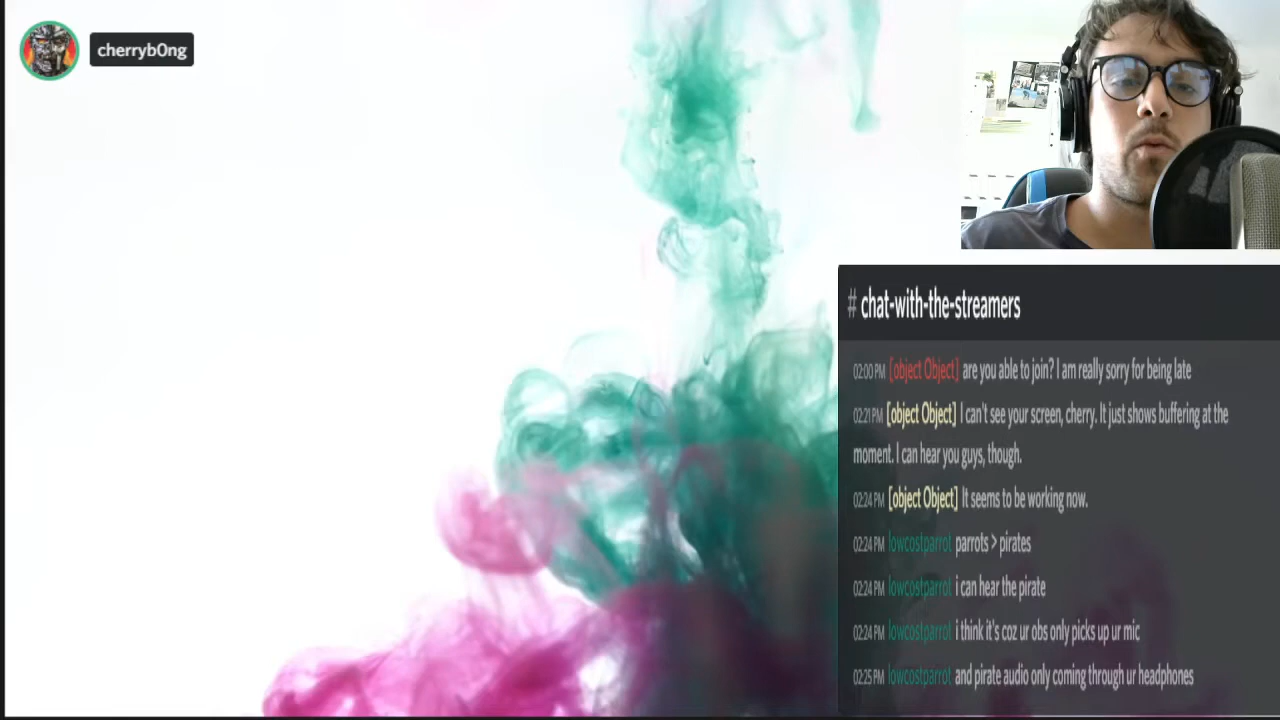 cherryb0ng
# chat-with-the-streamers
02:00 PM [object Object] are you able to join? I am really sorry for being late
02:21 PM [object Object] I can't see your screen, cherry. It just shows buffering at the
moment. I can hear you guys, though.
02:24 PM [object Object] It seems to be working now.
02:24 PM lowcostparrot parrots > pirates
02:24 PM lowcostparrot i can hear the pirate
02:24 PM lowcostparrot i think it's coz ur obs only picks up ur mic
02:25 PM lowcostparrot and pirate audio only coming through ur headphones